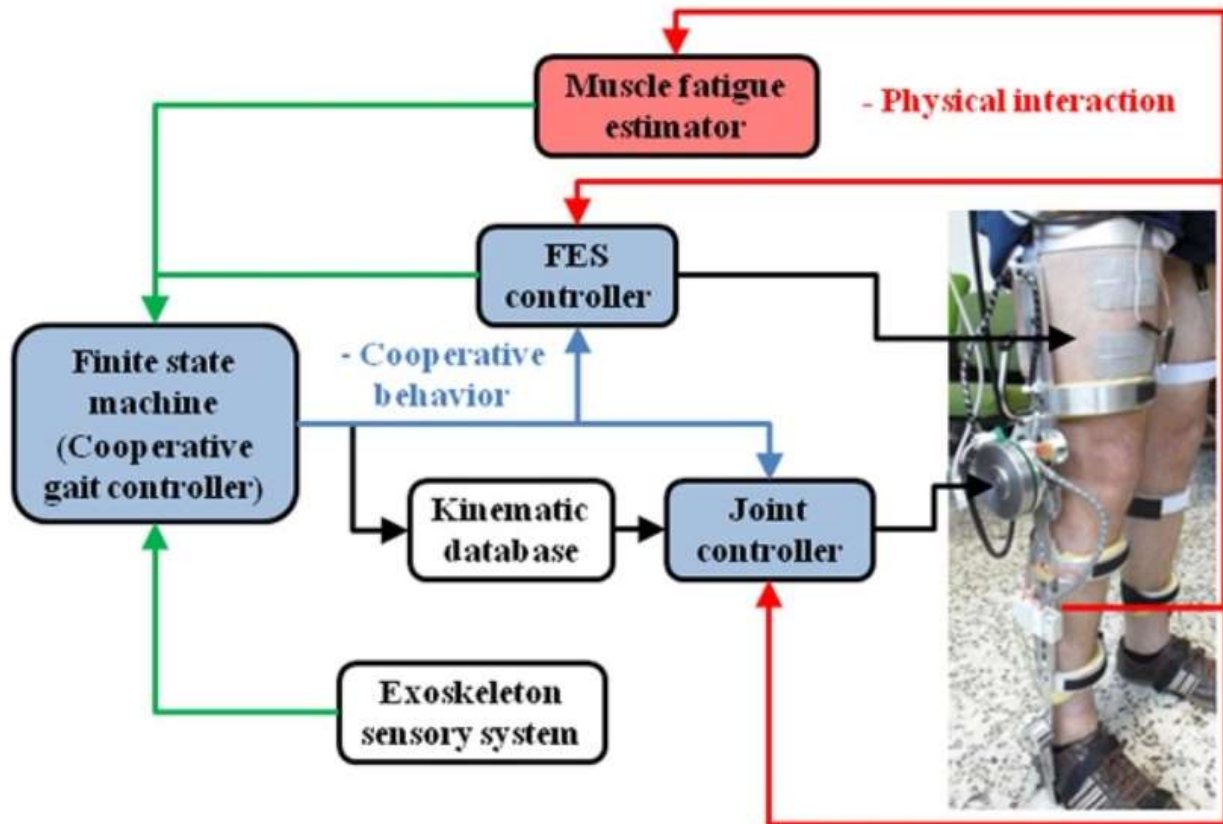 Muscle fatigue
estimator
- Physical interaction
FES
controller
Finite state
machine
(Cooperative
gait controller)
- Cooperative
behavior
Kinematic
database
Joint
controller
Exoskeleton
sensory system